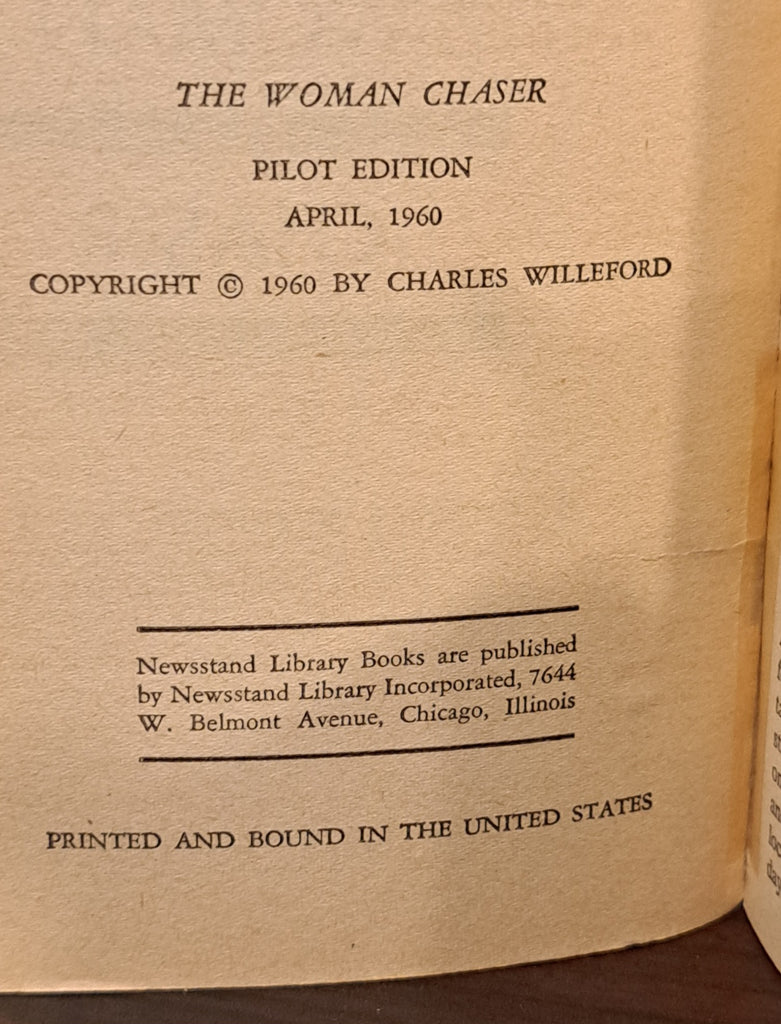 THE WOMAN CHASER
PILOT EDITION
APRIL, 1960
COPYRIGHT © 1960 BY CHARLES WILLEFORD
Newsstand Library Books are published
by Newsstand Library Incorporated, 7644
W. Belmont Avenue, Chicago, Illinois
PRINTED AND BOUND IN THE UNITED STATES